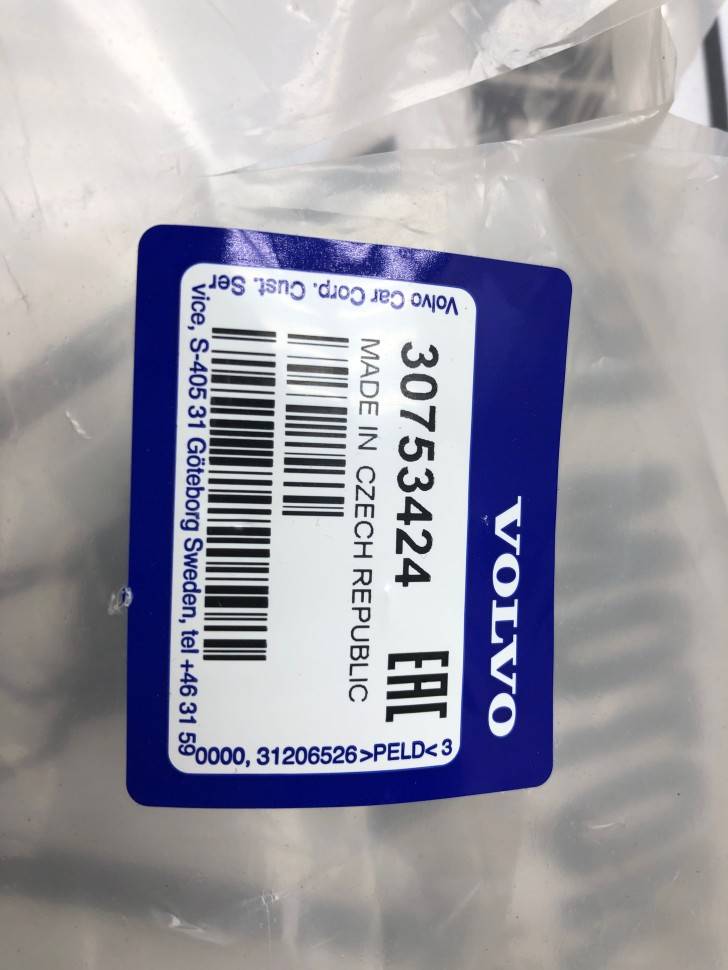 VOLVO
30753424 EAC
MADE IN CZECH REPUBLIC
Volvo Car Corp. Cust. Ser
vice, S-405 31 Göteborg Sweden, tel +46 31 59
0000, 31206526>PELD< 3